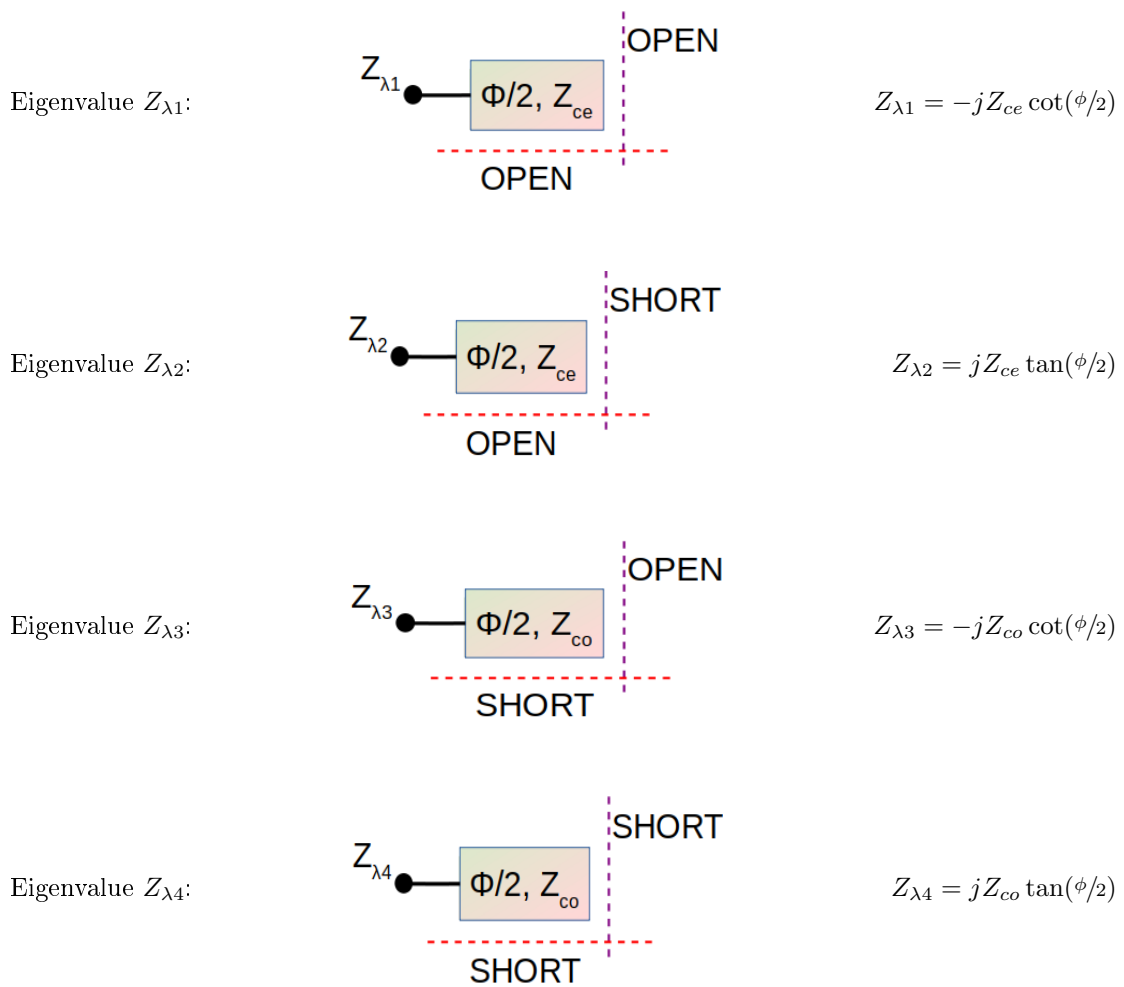 OPEN
Z_λ1
Φ/2, Z_ce
Eigenvalue Z_λ1:
Z_λ1 = −jZ_ce cot(ϕ/2)
OPEN
SHORT
Z_λ2
Φ/2, Z_ce
Eigenvalue Z_λ2:
Z_λ2 = jZ_ce tan(ϕ/2)
OPEN
OPEN
Z_λ3
Φ/2, Z_co
Eigenvalue Z_λ3:
Z_λ3 = −jZ_co cot(ϕ/2)
SHORT
SHORT
Z_λ4
Φ/2, Z_co
Eigenvalue Z_λ4:
Z_λ4 = jZ_co tan(ϕ/2)
SHORT